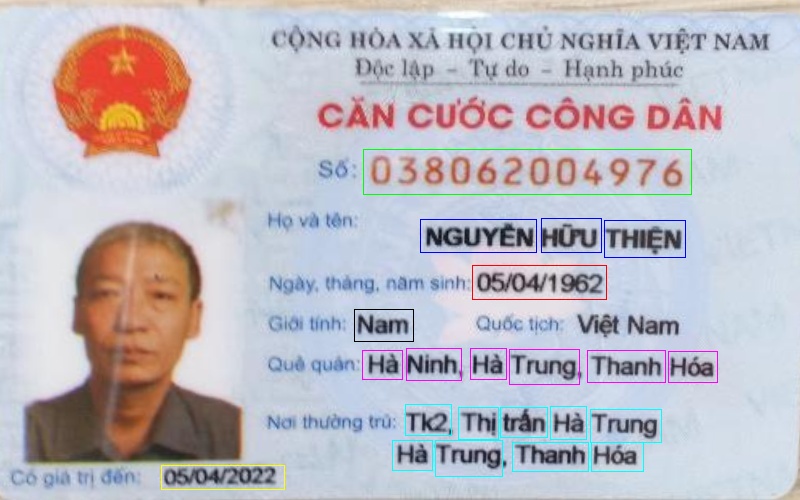 CỘNG HÒA XÃ HỘI CHỦ NGHĨA VIỆT NAM
Độc lập - Tự do - Hạnh phúc
CĂN CƯỚC CÔNG DÂN
Số: 038062004976
Họ và tên:
NGUYỄN HỮU THIỆN
Ngày, tháng, năm sinh: 05/04/1962
Giới tính: Nam Quốc tịch: Việt Nam
Quê quán: Hà Ninh, Hà Trung, Thanh Hóa
Nơi thường trú: Tk2, Thị trấn Hà Trung
Hà Trung, Thanh Hóa
Có giá trị đến: 05/04/2022